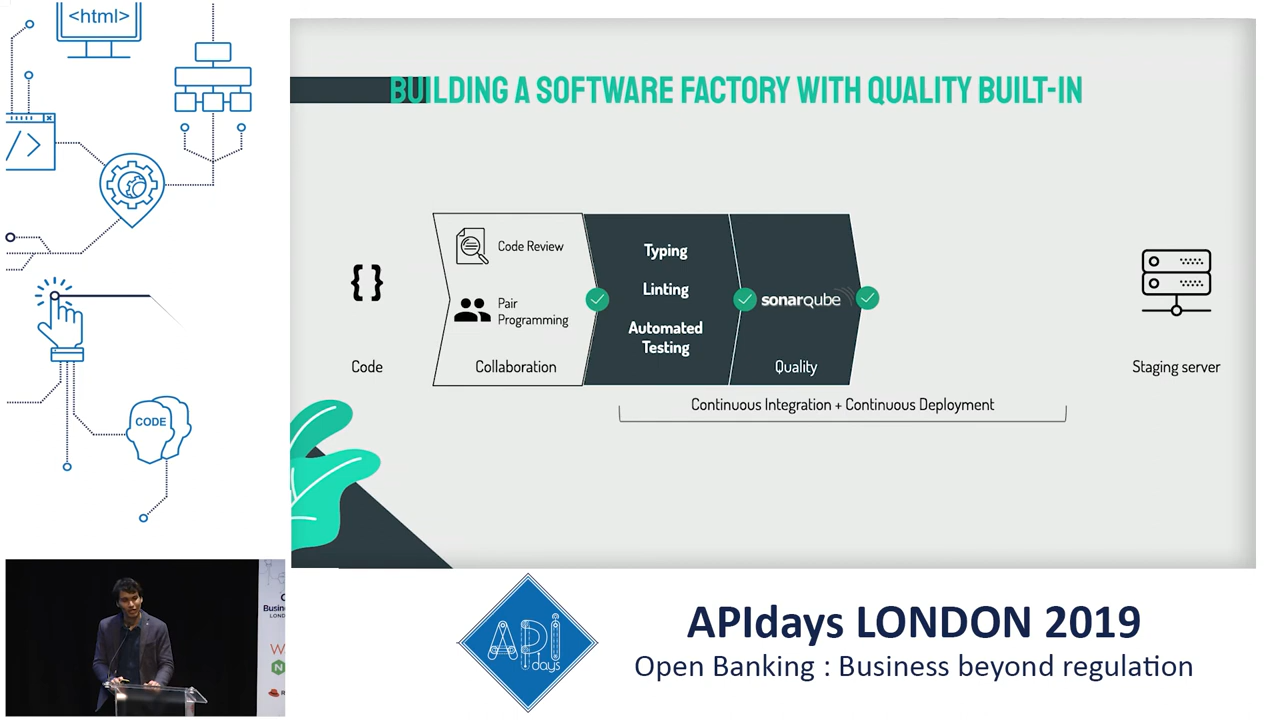 <html>
</>
CODE
BUILDING A SOFTWARE FACTORY WITH QUALITY BUILT-IN
{}
Code
Code Review
Pair
Programming
Collaboration
Typing
Linting
Automated
Testing
sonarqube
Quality
Staging server
Continuous Integration + Continuous Deployment
APi
days
APIdays LONDON 2019
Open Banking : Business beyond regulation